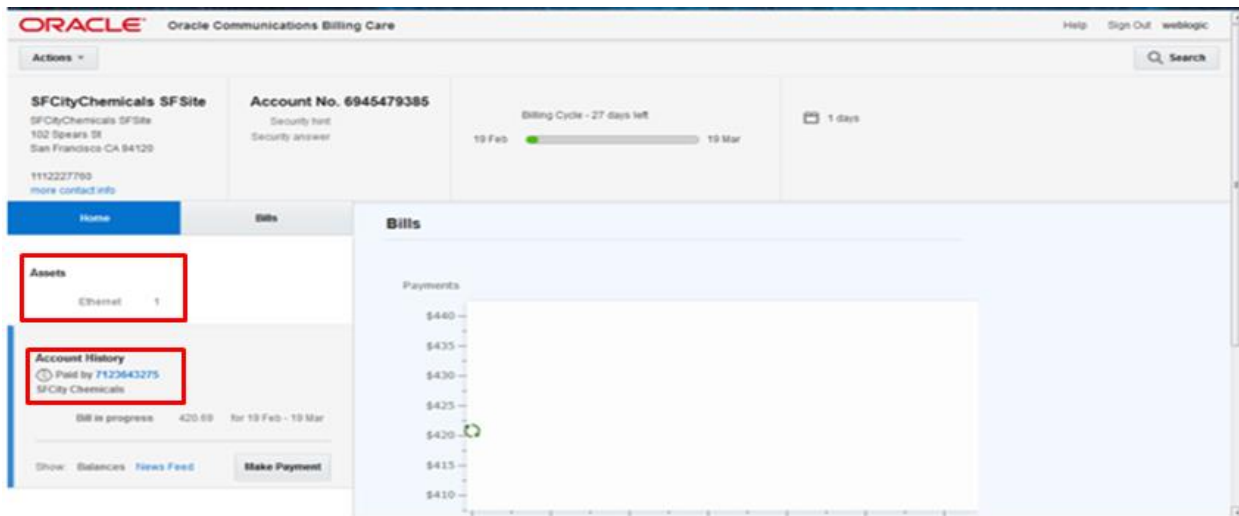 ORACLE Oracle Communications Billing Care Help Sign Out weblogic
Actions Search
SFCityChemicals SFSite
SFCityChemicals SFSite
102 Spears St
San Francisco CA 94120
1112227760
more contact info
Account No. 6945479385
Security hint
Security answer
Billing Cycle - 27 days left
19 Feb 19 Mar
1 days
Home Bills
Assets
Ethernet 1
Account History
Paid by 7123643275
SFCity Chemicals
Bill in progress 420.69 for 19 Feb - 19 Mar
Show: Balances News Feed Make Payment
Bills
Payments
$440
$435
$430
$425
$420
$415
$410